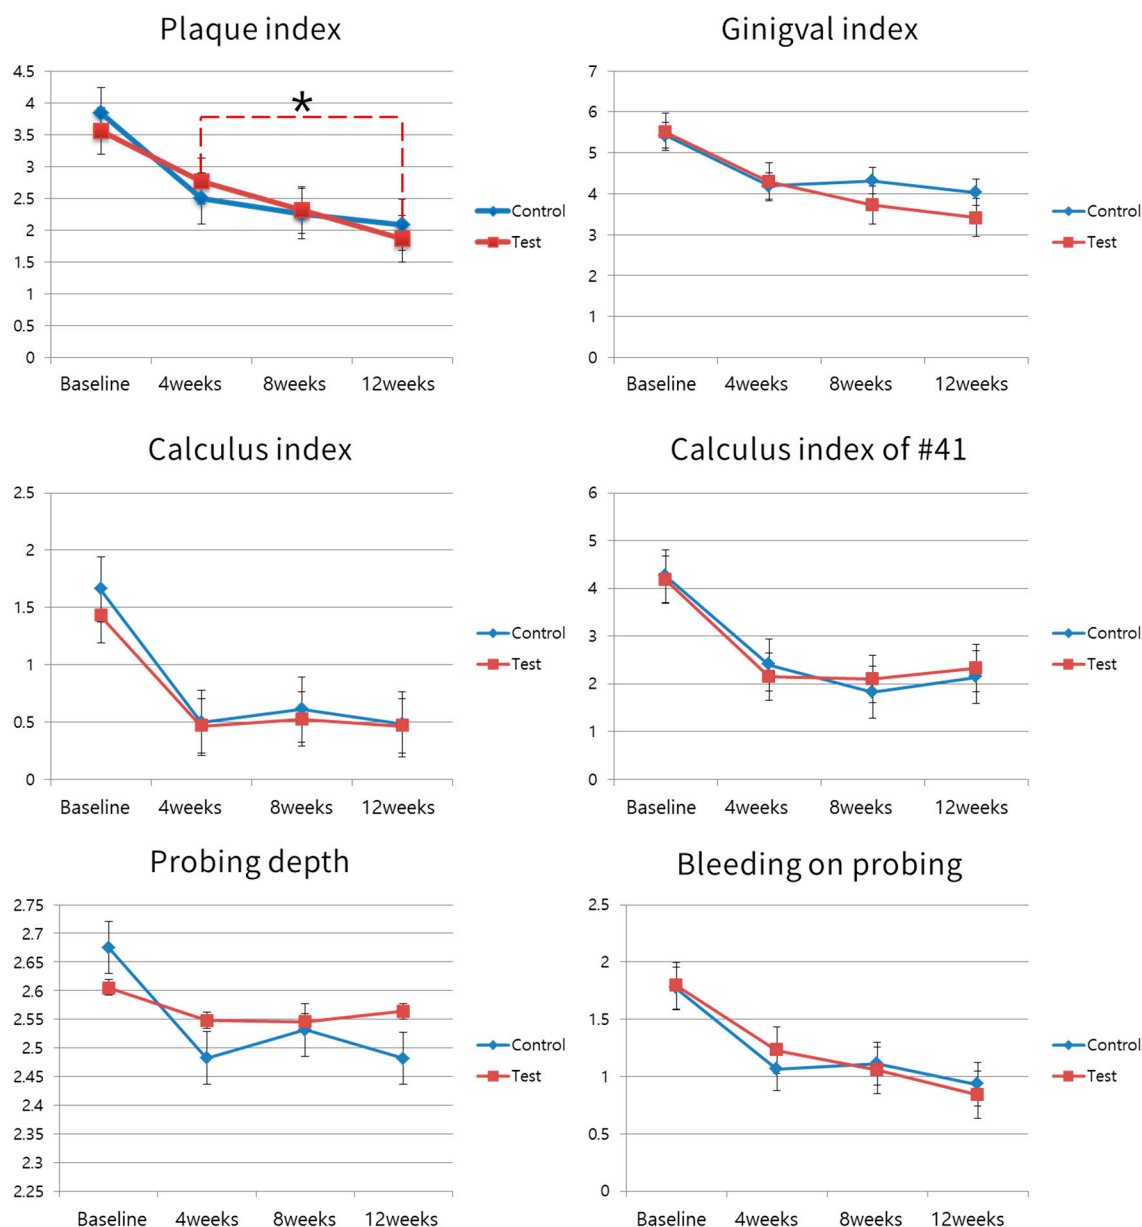 Plaque index
4.5
4
3.5
3
2.5
2
1.5
1
0.5
0
*
Baseline 4weeks 8weeks 12weeks
Control
Test
Ginigval index
7
6
5
4
3
2
1
0
Baseline 4weeks 8weeks 12weeks
Control
Test
Calculus index
2.5
2
1.5
1
0.5
0
Baseline 4weeks 8weeks 12weeks
Control
Test
Calculus index of #41
6
5
4
3
2
1
0
Baseline 4weeks 8weeks 12weeks
Control
Test
Probing depth
2.75
2.7
2.65
2.6
2.55
2.5
2.45
2.4
2.35
2.3
2.25
Baseline 4weeks 8weeks 12weeks
Control
Test
Bleeding on probing
2.5
2
1.5
1
0.5
0
Baseline 4weeks 8weeks 12weeks
Control
Test